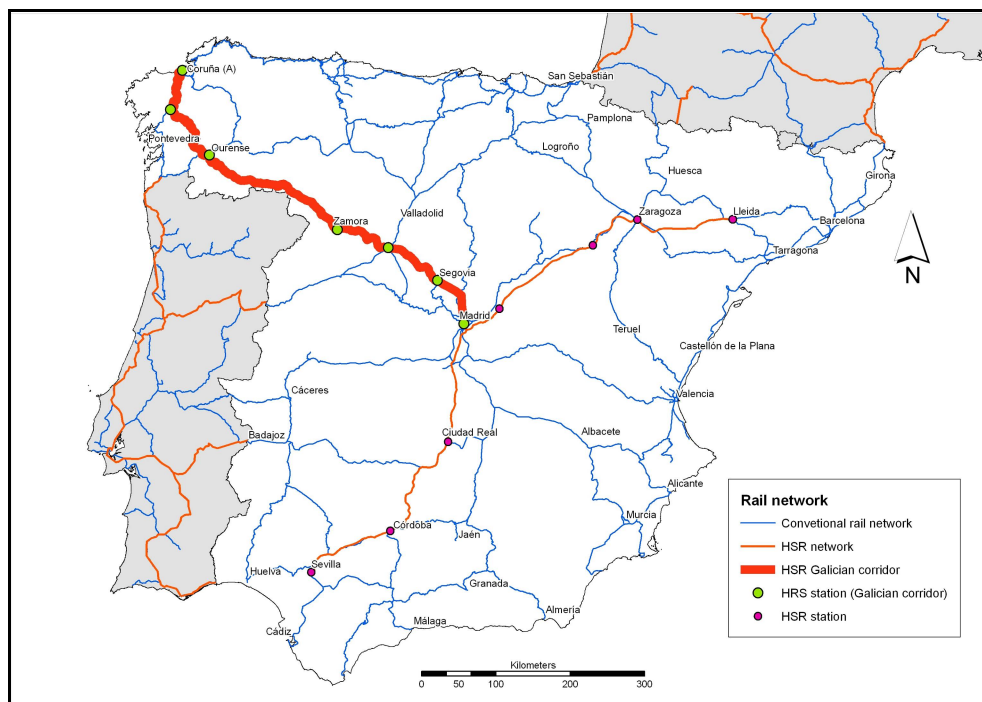 San Sebastián
Coruña (A)
Pamplona
Pontevedra
Logroño
Ourense
Huesca
Girona
Zamora
Valladolid
Zaragoza
Lleida
Barcelona
Tarragona
N
Segovia
Madrid
Teruel
Castellón de la Plana
Cáceres
Valencia
Badajoz
Ciudad Real
Albacete
Alicante
Murcia
Córdoba
Jaén
Huelva
Sevilla
Granada
Almería
Málaga
Cádiz
Rail network
Convetional rail network
HSR network
HSR Galician corridor
HRS station (Galician corridor)
HSR station
Kilometers
0 50 100 200 300